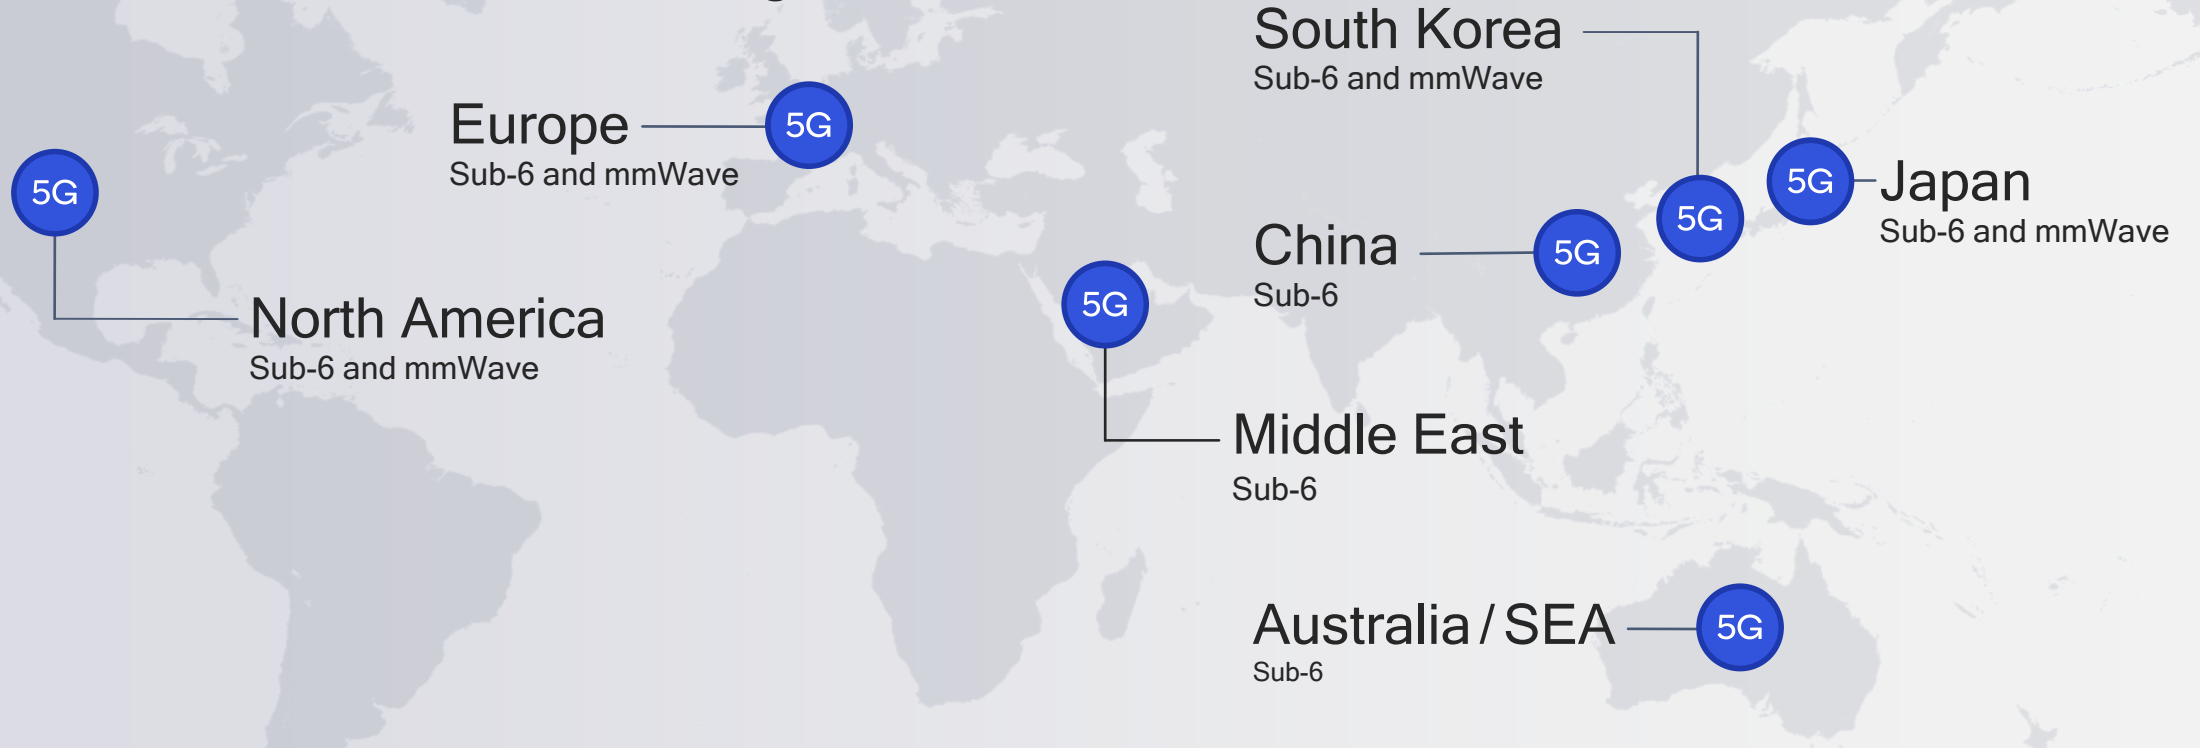 South Korea
Sub-6 and mmWave
Europe
Sub-6 and mmWave
5G
5G
5G
5G
Japan
Sub-6 and mmWave
China
Sub-6
5G
5G
North America
Sub-6 and mmWave
Middle East
Sub-6
Australia / SEA
Sub-6
5G